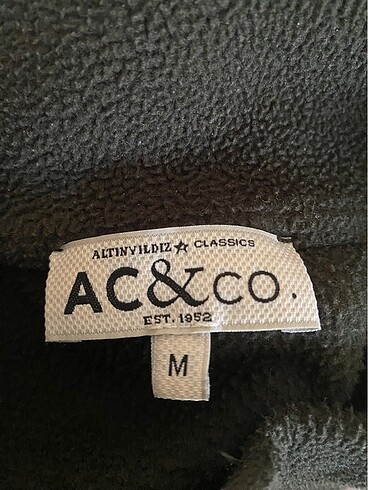 ALTINYILDIZ ☆ CLASSICS
AC&CO.
EST. 1952
M